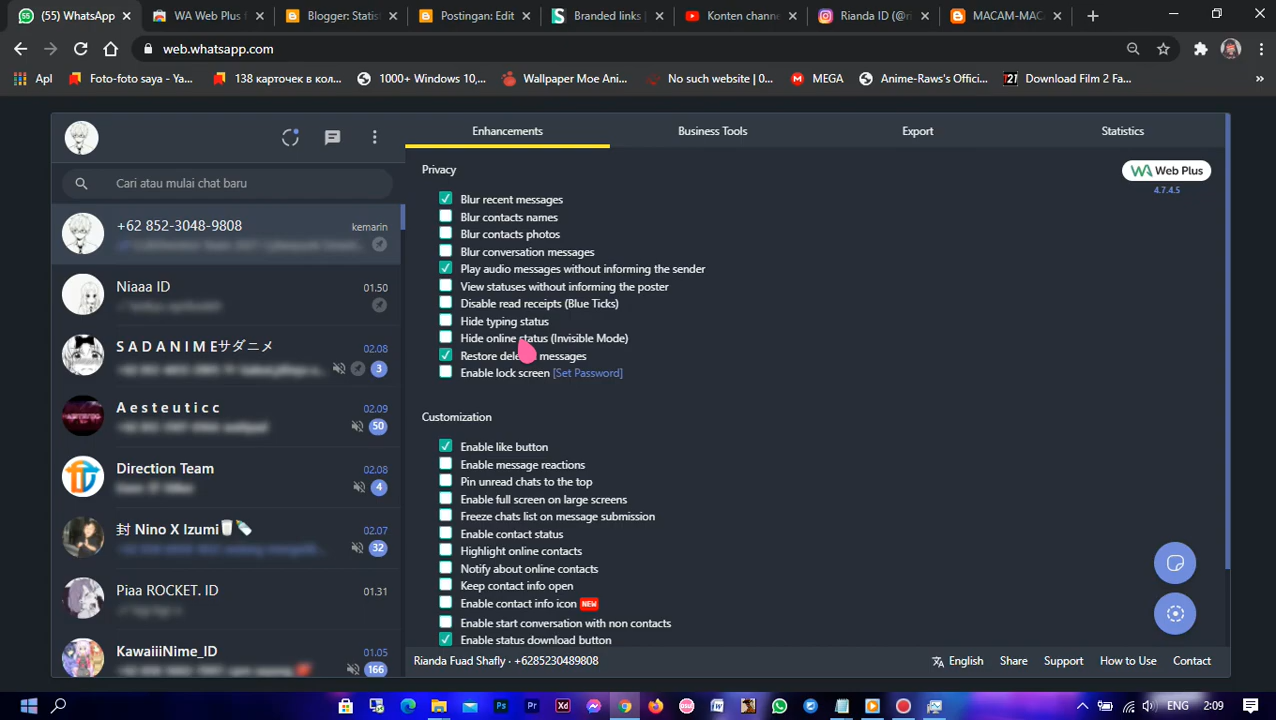 (55) WhatsApp
WA Web Plus f
Blogger: Statis
Postingan: Edit
Branded links |
Konten channe
Rianda ID (@r
MACAM-MAC
web.whatsapp.com
Apl
Foto-foto saya - Ya...
138 карточек в кол...
1000+ Windows 10,...
Wallpaper Moe Ani...
No such website | 0...
MEGA
Anime-Raws's Offici...
Download Film 2 Fa...
Enhancements
Business Tools
Export
Statistics
Cari atau mulai chat baru
+62 852-3048-9808
kemarin
Niaaa ID
01.50
S A D A N I M E サダニメ
02.08
3
A e s t e u t i c c
02.09
50
Direction Team
02.08
4
封 Nino X Izumi🥛🍼
02.07
32
Piaa ROCKET. ID
01.31
KawaiiiNime_ID
01.05
166
Privacy
WA Web Plus
4.7.4.5
Blur recent messages
Blur contacts names
Blur contacts photos
Blur conversation messages
Play audio messages without informing the sender
View statuses without informing the poster
Disable read receipts (Blue Ticks)
Hide typing status
Hide online status (Invisible Mode)
Restore messages
Enable lock screen [Set Password]
Customization
Enable like button
Enable message reactions
Pin unread chats to the top
Enable full screen on large screens
Freeze chats list on message submission
Enable contact status
Highlight online contacts
Notify about online contacts
Keep contact info open
Enable contact info icon NEW
Enable start conversation with non contacts
Enable status download button
Rianda Fuad Shafly · +6285230489808
English
Share
Support
How to Use
Contact
ENG
2:09